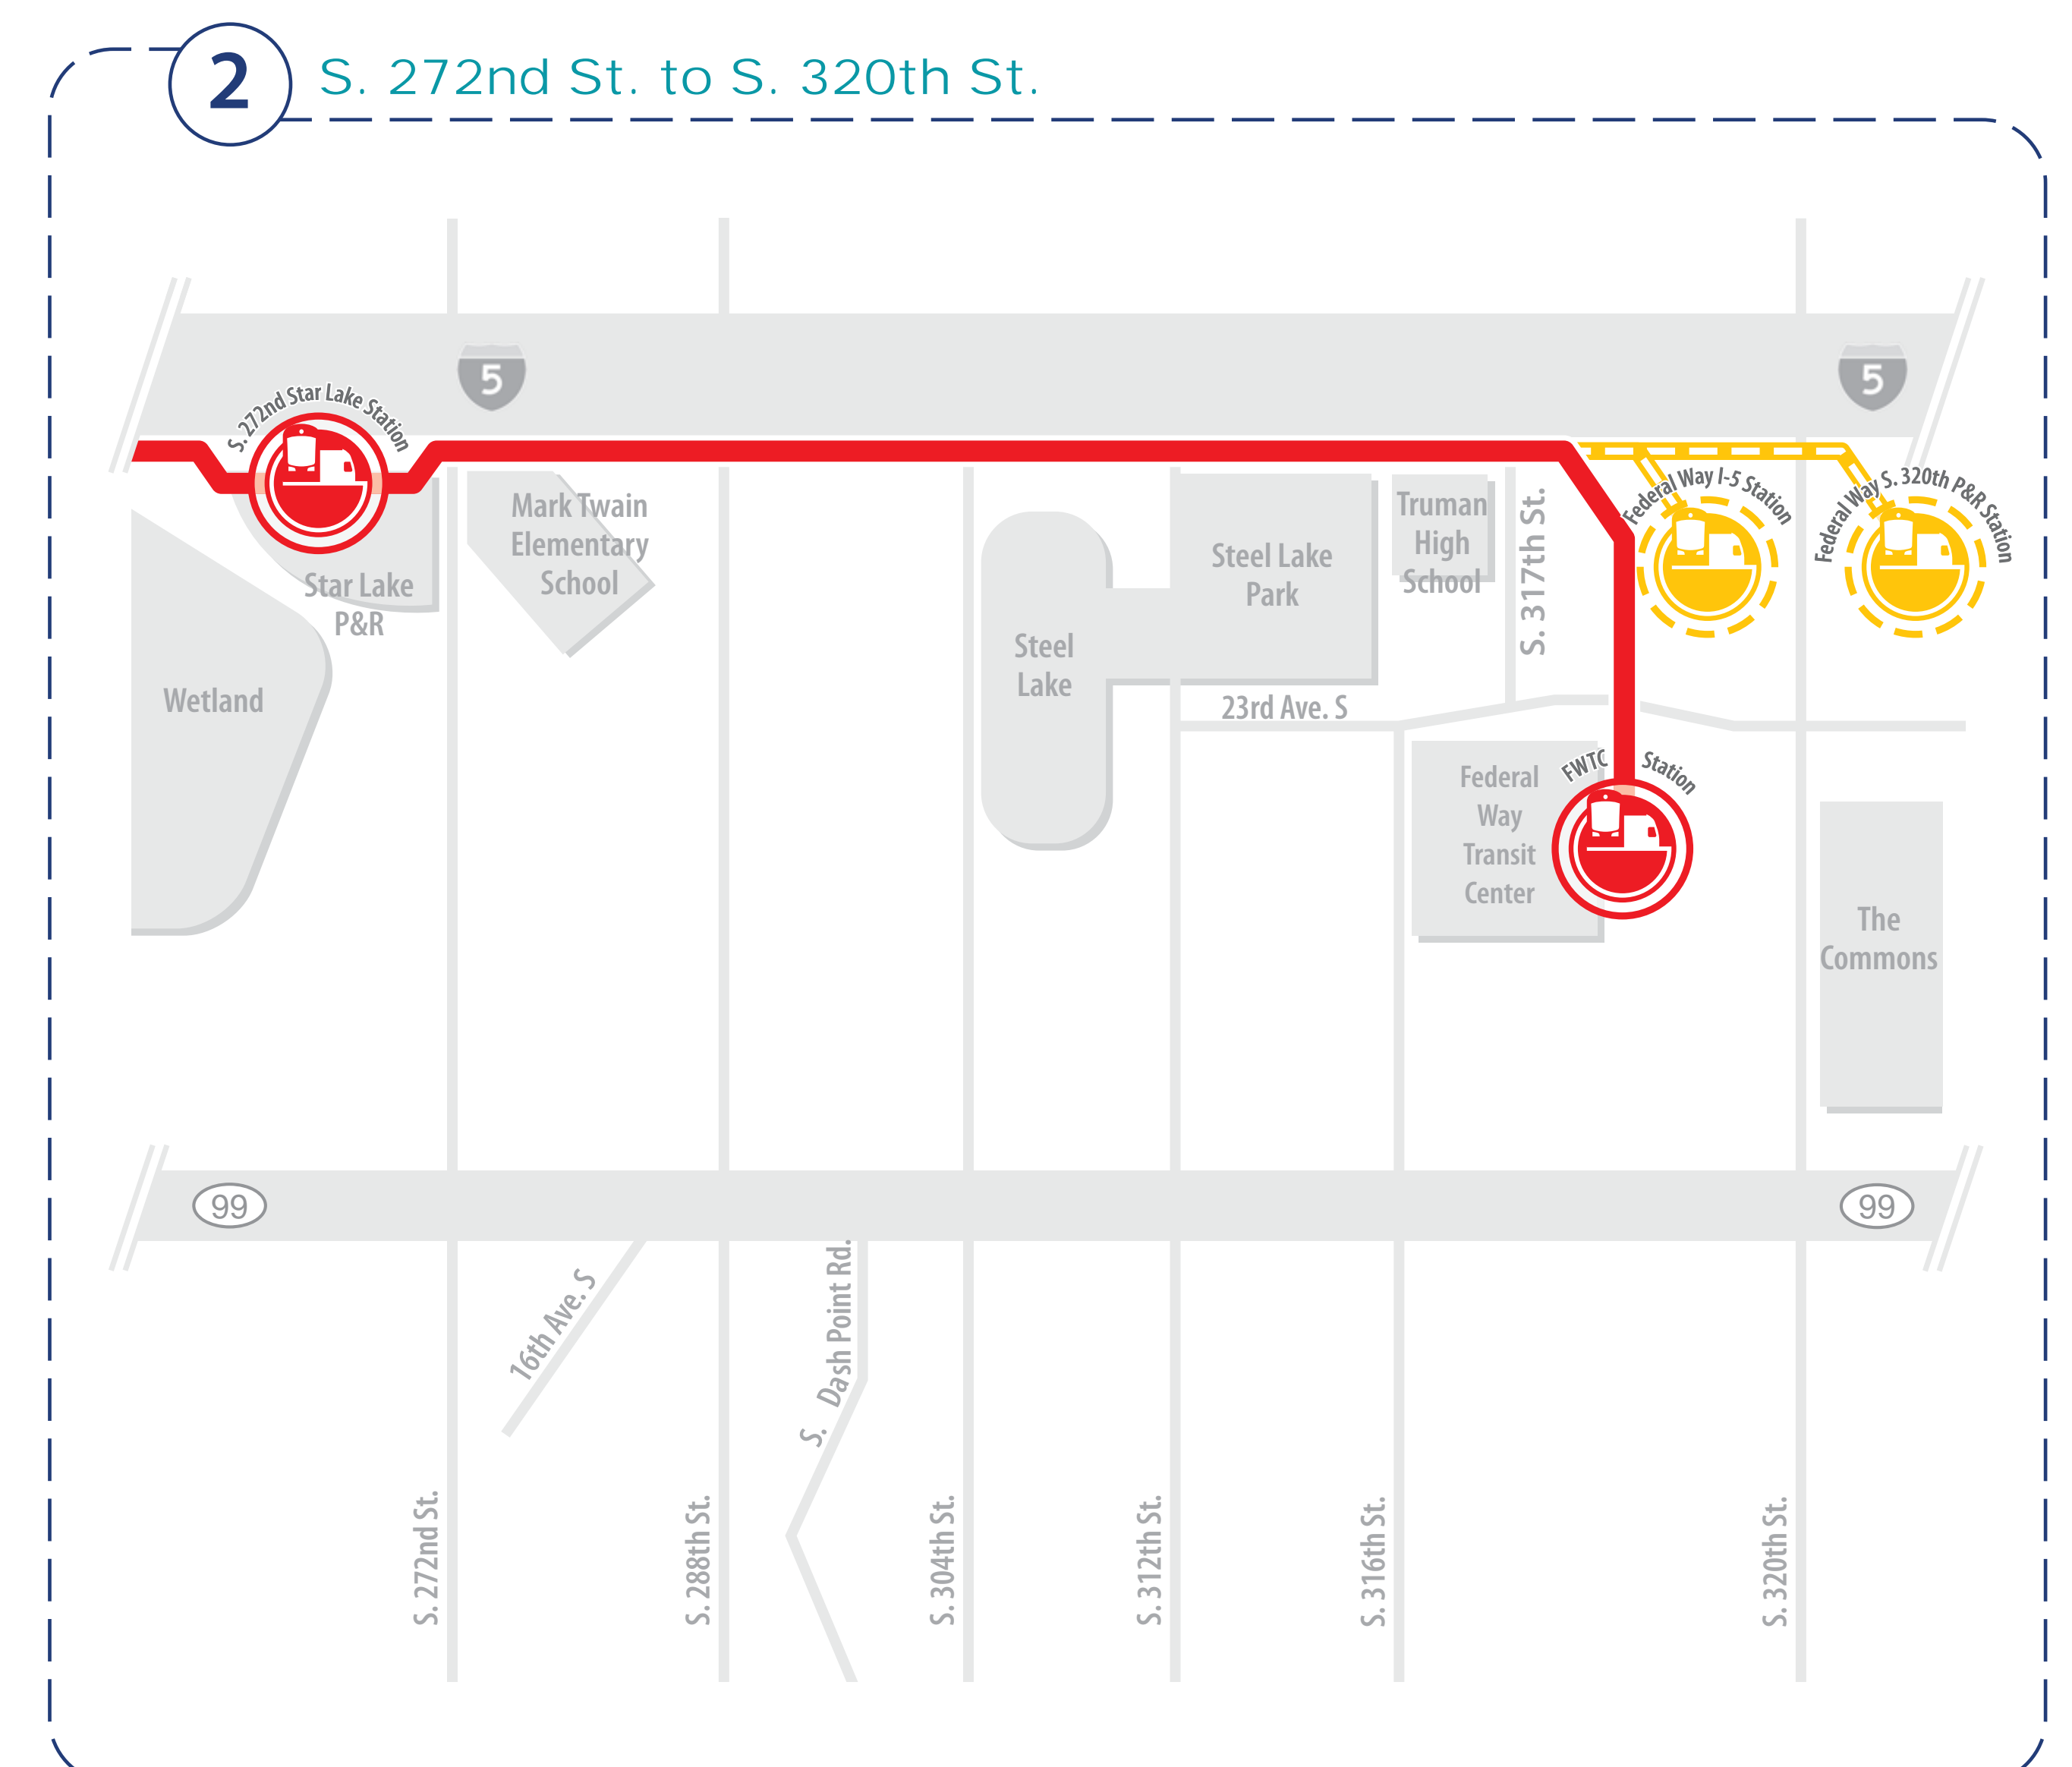 2
S. 272nd St. to S. 320th St.
5
5
S. 272nd Star Lake Station
Federal Way I-5 Station
Federal Way S. 320th P&R Station
Mark Twain
Elementary
School
Star Lake
P&R
Wetland
Steel
Lake
Steel Lake
Park
Truman
High
School
S. 317th St.
23rd Ave. S
FWTC Station
Federal
Way
Transit
Center
The
Commons
99
99
16th Ave. S
S. Dash Point Rd.
S. 272nd St.
S. 288th St.
S. 304th St.
S. 312th St.
S. 316th St.
S. 320th St.